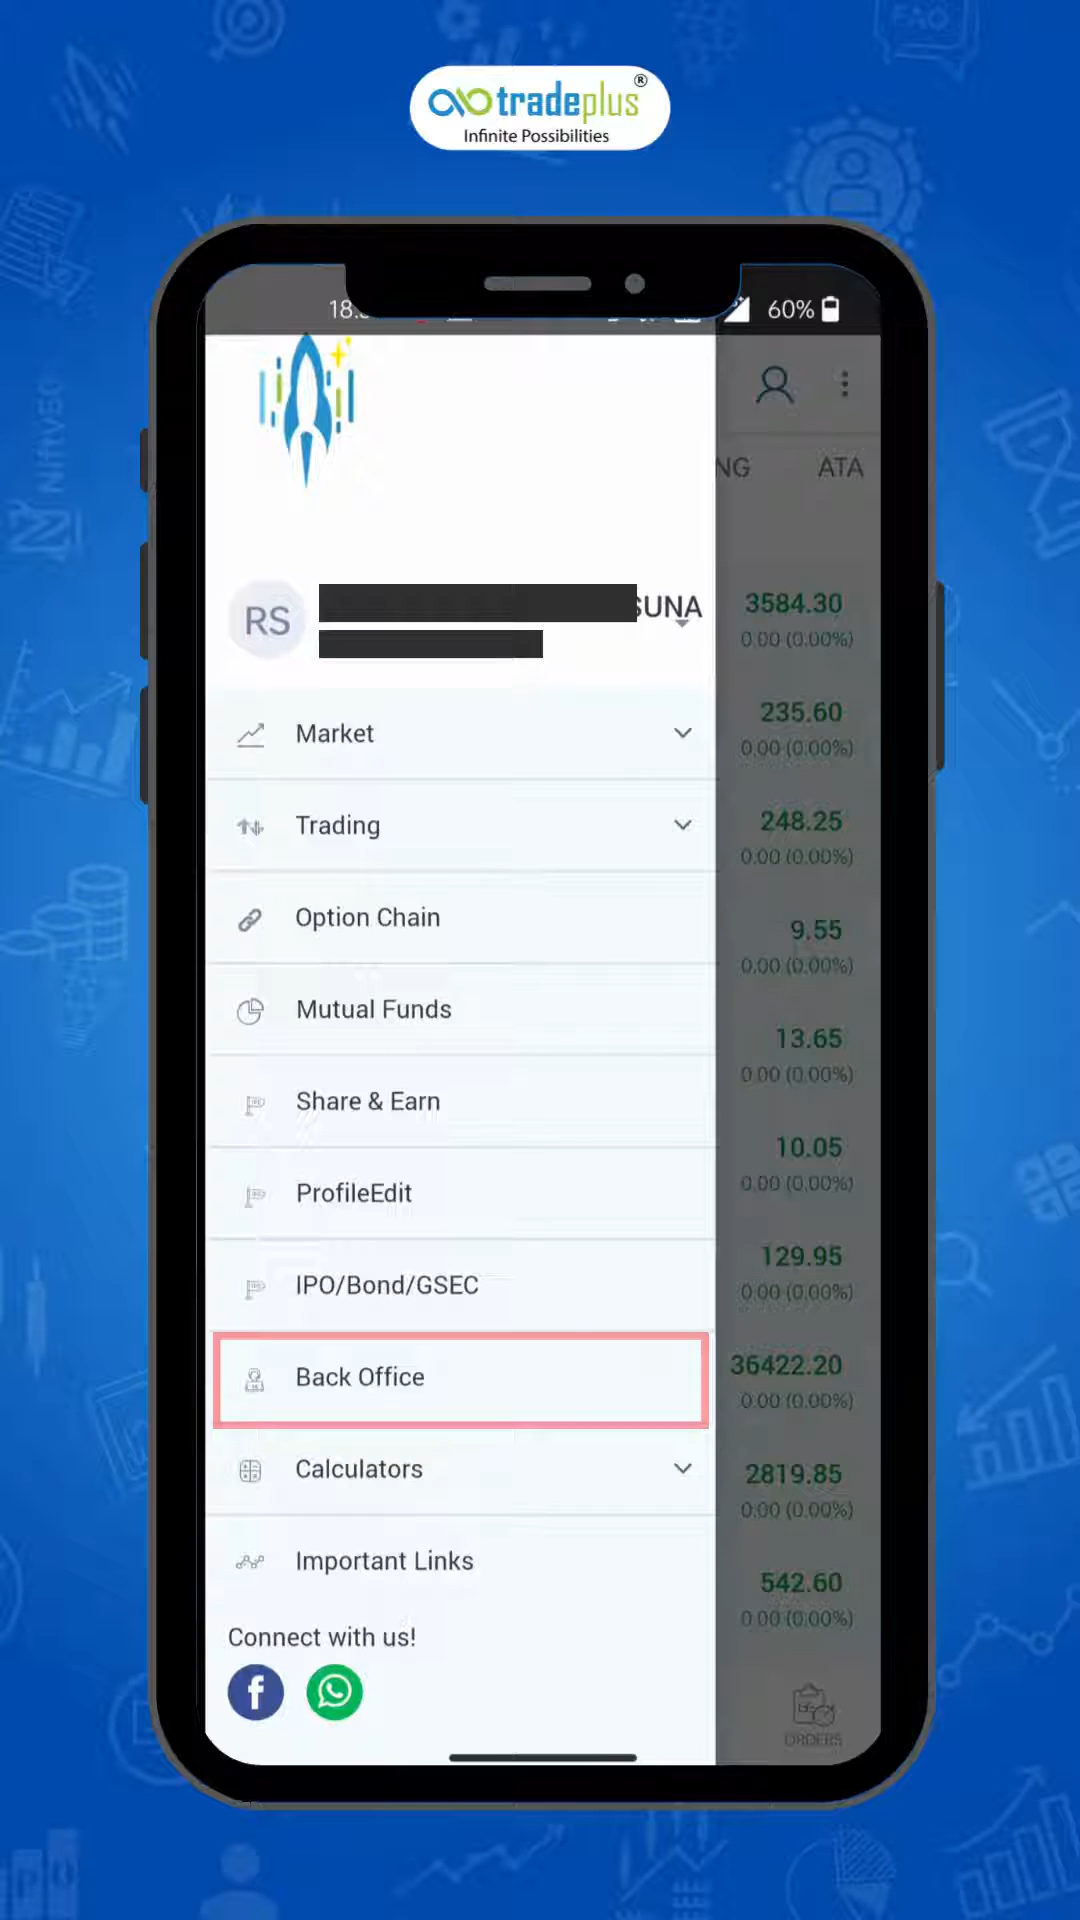 tradeplus®
Infinite Possibilities
60%
NG
ATA
RS
SUNA
3584.30
0.00 (0.00%)
Market
235.60
0.00 (0.00%)
Trading
248.25
0.00 (0.00%)
Option Chain
9.55
0.00 (0.00%)
Mutual Funds
13.65
0.00 (0.00%)
Share & Earn
10.05
0.00 (0.00%)
ProfileEdit
129.95
0.00 (0.00%)
IPO/Bond/GSEC
36422.20
0.00 (0.00%)
Back Office
Calculators
2819.85
0.00 (0.00%)
Important Links
542.60
0.00 (0.00%)
Connect with us!
ORDERS
FAQ
Nifty50